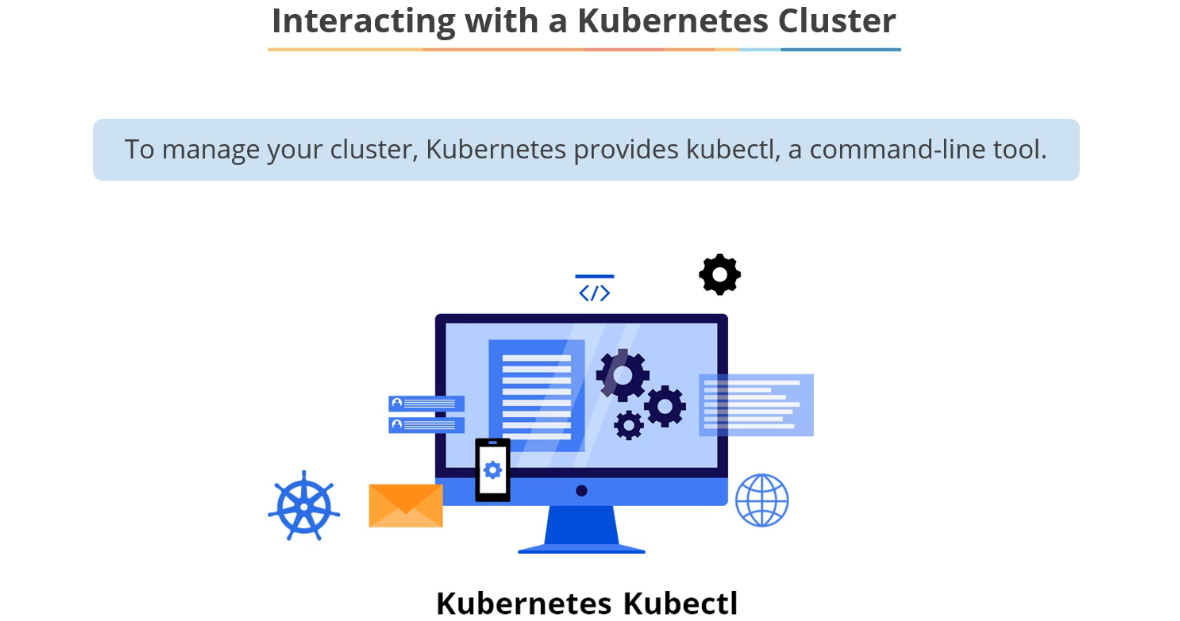 Interacting with a Kubernetes Cluster
To manage your cluster, Kubernetes provides kubectl, a command-line tool.
</>
Kubernetes Kubectl